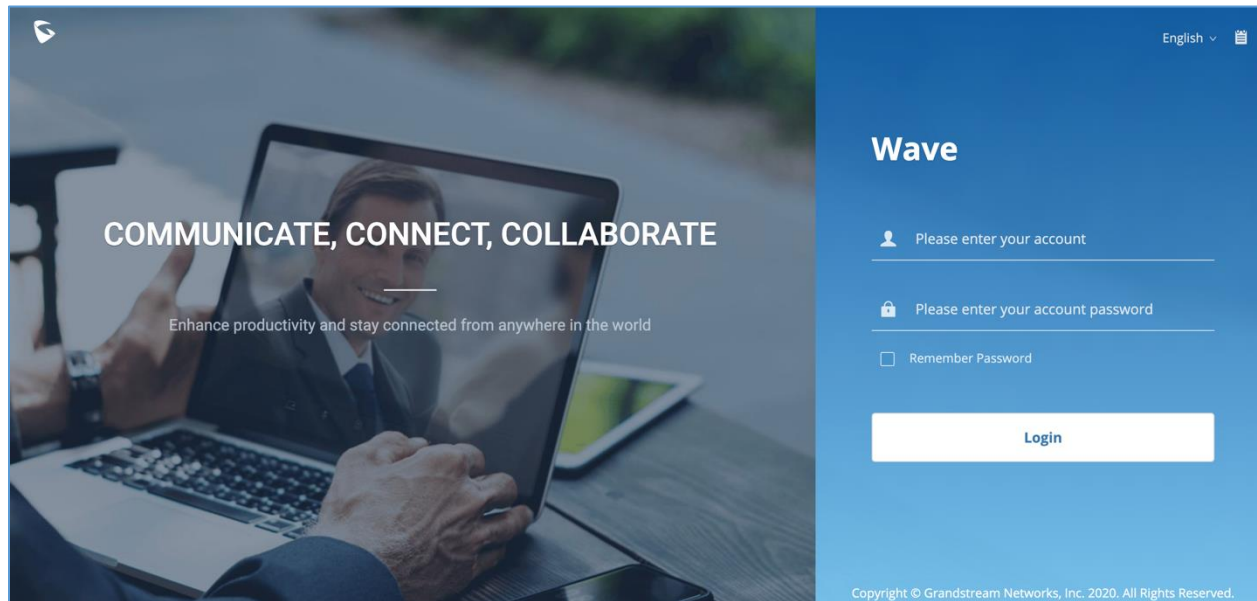 English
Wave
COMMUNICATE, CONNECT, COLLABORATE
Enhance productivity and stay connected from anywhere in the world
Please enter your account
Please enter your account password
Remember Password
Login
Copyright © Grandstream Networks, Inc. 2020. All Rights Reserved.